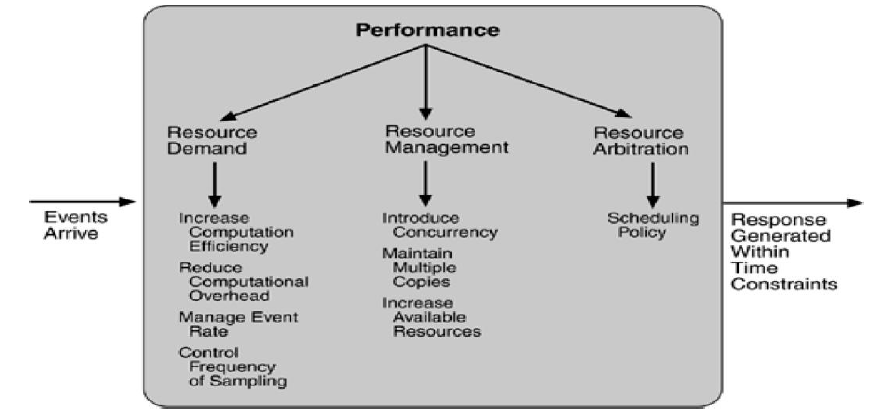 Performance
Events
Arrive
Resource
Demand
Increase
Computation
Efficiency
Reduce
Computational
Overhead
Manage Event
Rate
Control
Frequency
of Sampling
Resource
Management
Introduce
Concurrency
Maintain
Multiple
Copies
Increase
Available
Resources
Resource
Arbitration
Scheduling
Policy
Response
Generated
Within
Time
Constraints